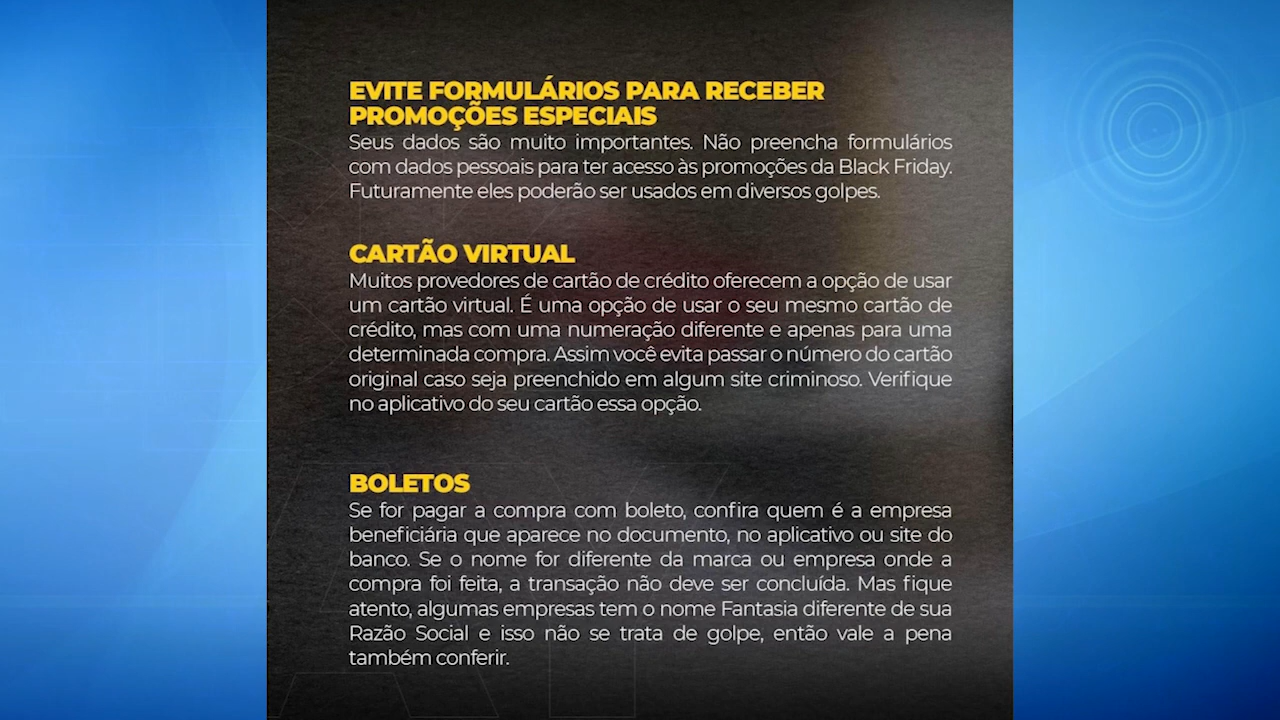 EVITE FORMULÁRIOS PARA RECEBER
PROMOÇÕES ESPECIAIS
Seus dados são muito importantes. Não preencha formulários
com dados pessoais para ter acesso às promoções da Black Friday.
Futuramente eles poderão ser usados em diversos golpes.
CARTÃO VIRTUAL
Muitos provedores de cartão de crédito oferecem a opção de usar
um cartão virtual. É uma opção de usar o seu mesmo cartão de
crédito, mas com uma numeração diferente e apenas para uma
determinada compra. Assim você evita passar o número do cartão
original caso seja preenchido em algum site criminoso. Verifique
no aplicativo do seu cartão essa opção.
BOLETOS
Se for pagar a compra com boleto, confira quem é a empresa
beneficiária que aparece no documento, no aplicativo ou site do
banco. Se o nome for diferente da marca ou empresa onde a
compra foi feita, a transação não deve ser concluída. Mas fique
atento, algumas empresas tem o nome Fantasia diferente de sua
Razão Social e isso não se trata de golpe, então vale a pena
também conferir.